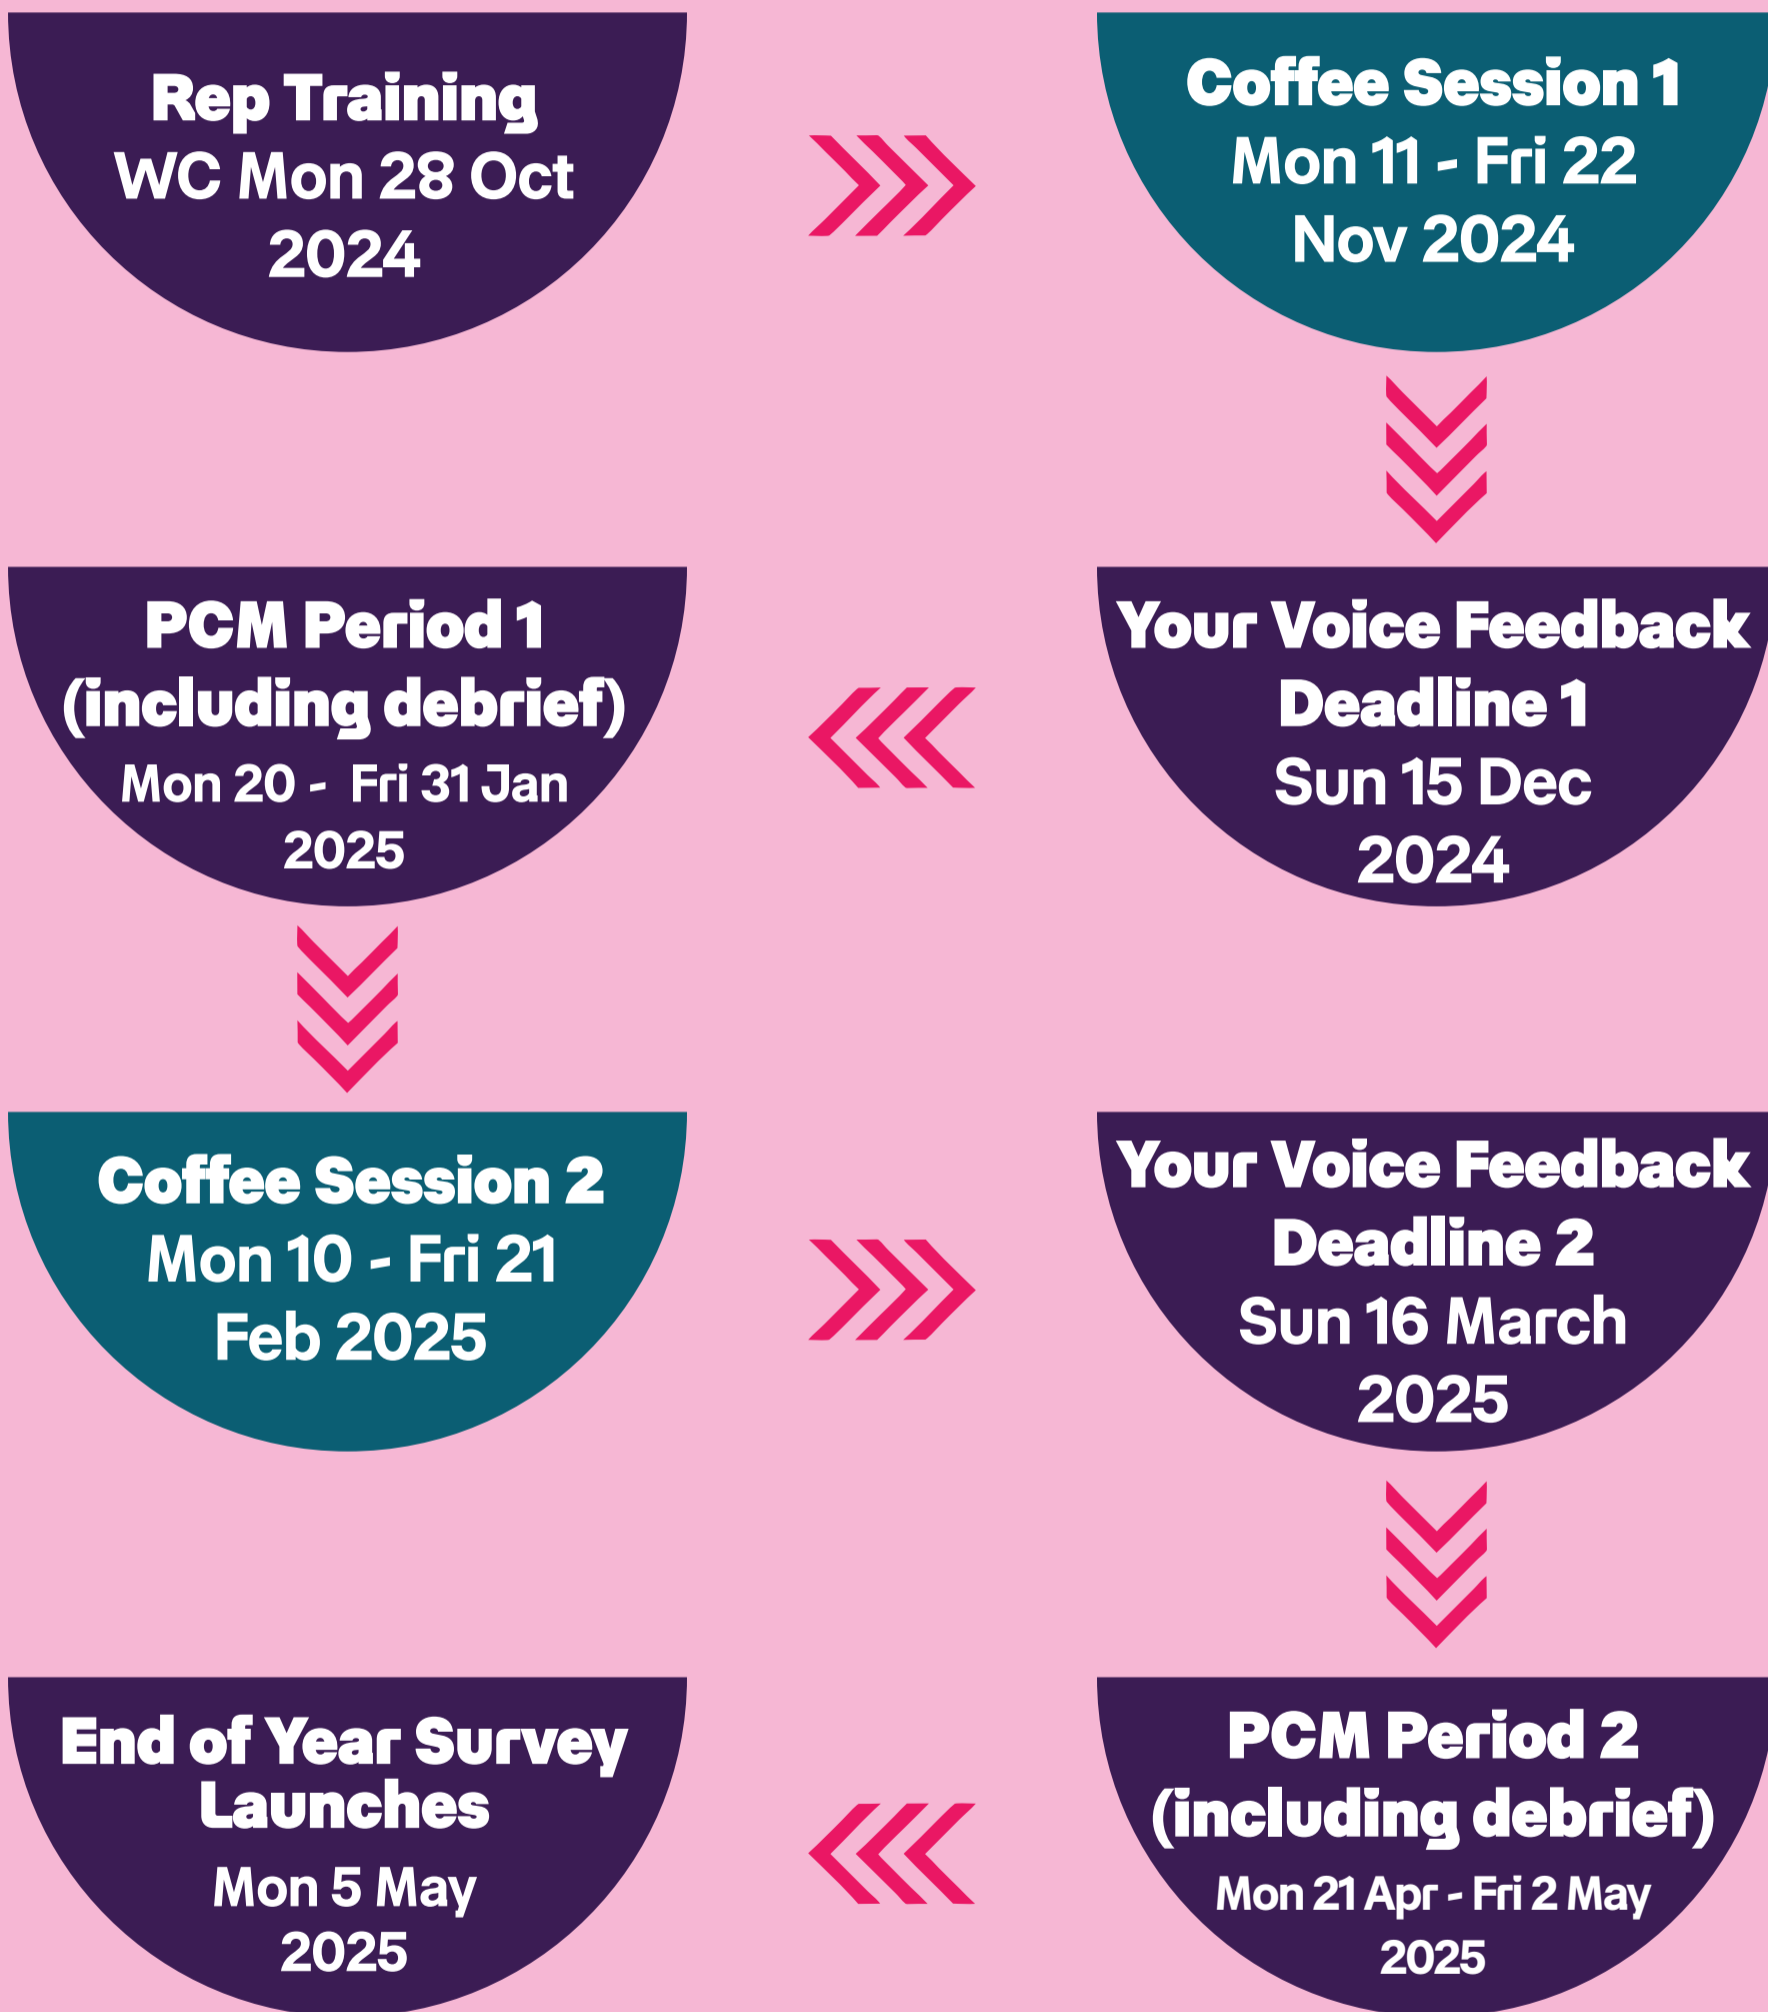 Rep Training
WC Mon 28 Oct
2024
Coffee Session 1
Mon 11 - Fri 22
Nov 2024
Your Voice Feedback
Deadline 1
Sun 15 Dec
2024
PCM Period 1
(including debrief)
Mon 20 - Fri 31 Jan
2025
Coffee Session 2
Mon 10 - Fri 21
Feb 2025
Your Voice Feedback
Deadline 2
Sun 16 March
2025
PCM Period 2
(including debrief)
Mon 21 Apr - Fri 2 May
2025
End of Year Survey
Launches
Mon 5 May
2025